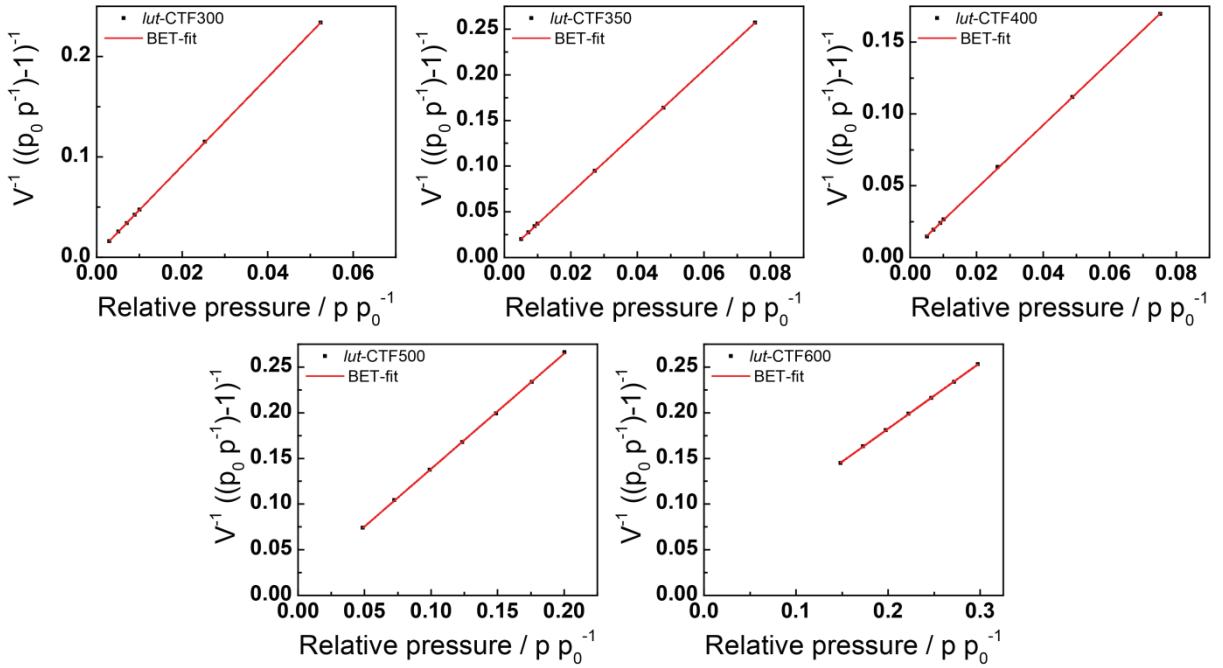 lut-CTF300
BET-fit
0.2
0.1
0.0
V⁻¹ ((p₀ p⁻¹)-1)⁻¹
0.00 0.02 0.04 0.06
Relative pressure / p p₀⁻¹
lut-CTF350
BET-fit
0.25
0.20
0.15
0.10
0.05
0.00
V⁻¹ ((p₀ p⁻¹)-1)⁻¹
0.00 0.02 0.04 0.06 0.08
Relative pressure / p p₀⁻¹
lut-CTF400
BET-fit
0.15
0.10
0.05
0.00
V⁻¹ ((p₀ p⁻¹)-1)⁻¹
0.00 0.02 0.04 0.06 0.08
Relative pressure / p p₀⁻¹
lut-CTF500
BET-fit
0.25
0.20
0.15
0.10
0.05
0.00
V⁻¹ ((p₀ p⁻¹)-1)⁻¹
0.00 0.05 0.10 0.15 0.20
Relative pressure / p p₀⁻¹
lut-CTF600
BET-fit
0.25
0.20
0.15
0.10
0.05
0.00
V⁻¹ ((p₀ p⁻¹)-1)⁻¹
0.0 0.1 0.2 0.3
Relative pressure / p p₀⁻¹